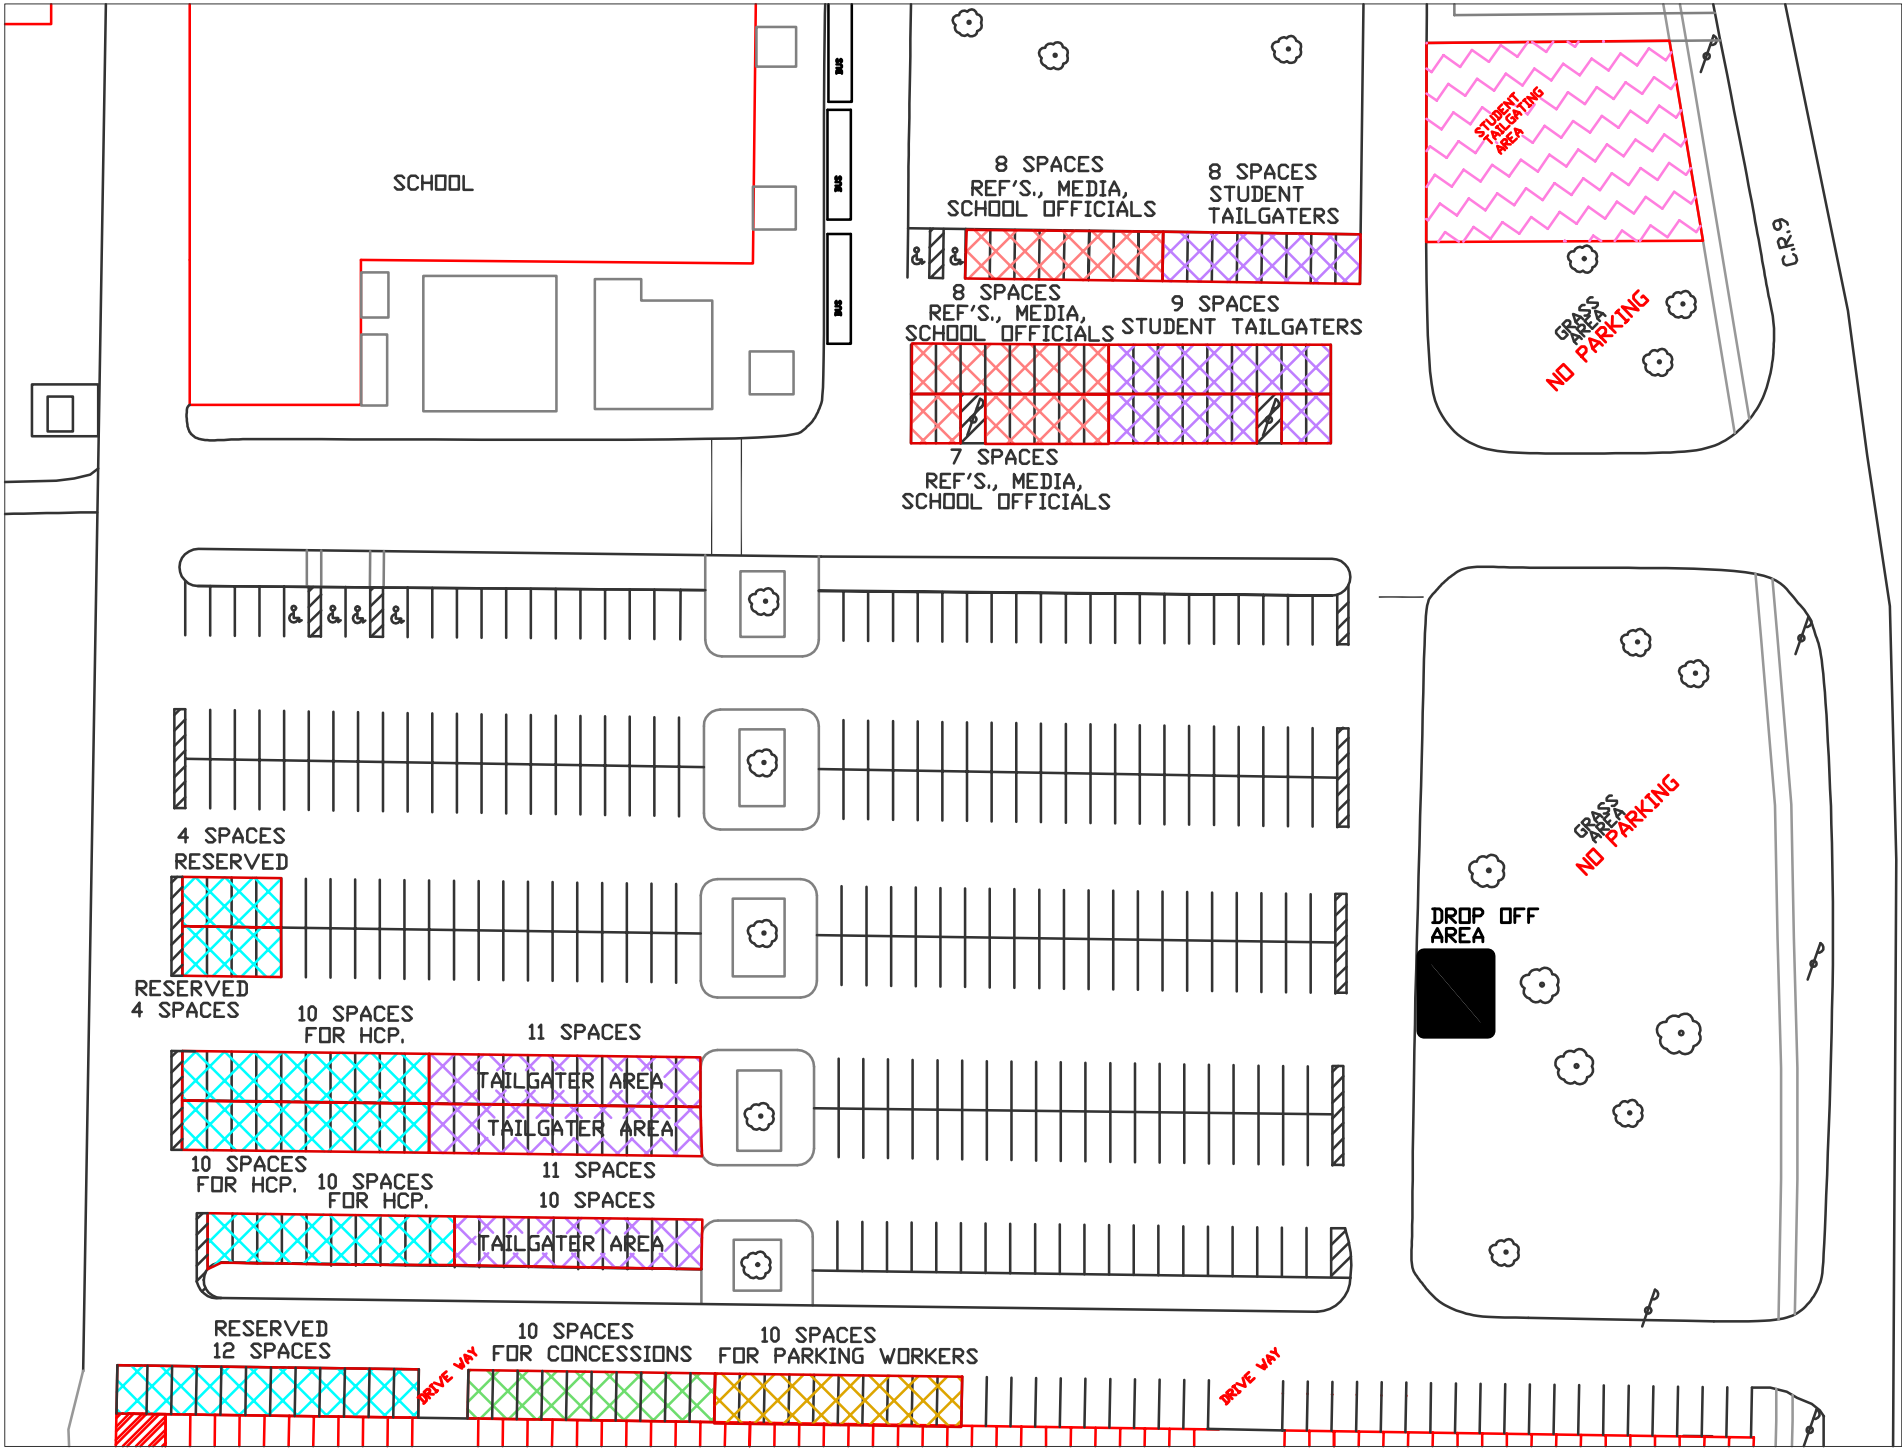 BUS
BUS
BUS
SCHOOL
8 SPACES
REF'S., MEDIA,
SCHOOL OFFICIALS
8 SPACES
STUDENT
TAILGATERS
STUDENT
TAILGATING
AREA
C.R.9
8 SPACES
REF'S., MEDIA,
SCHOOL OFFICIALS
9 SPACES
STUDENT TAILGATERS
GRASS
AREA
NO PARKING
7 SPACES
REF'S., MEDIA,
SCHOOL OFFICIALS
4 SPACES
RESERVED
GRASS
AREA
NO PARKING
DROP OFF
AREA
RESERVED
4 SPACES
10 SPACES
FOR HCP.
11 SPACES
TAILGATER AREA
TAILGATER AREA
10 SPACES
FOR HCP.
11 SPACES
10 SPACES
FOR HCP.
10 SPACES
TAILGATER AREA
RESERVED
12 SPACES
DRIVE WAY
10 SPACES
FOR CONCESSIONS
10 SPACES
FOR PARKING WORKERS
DRIVE WAY